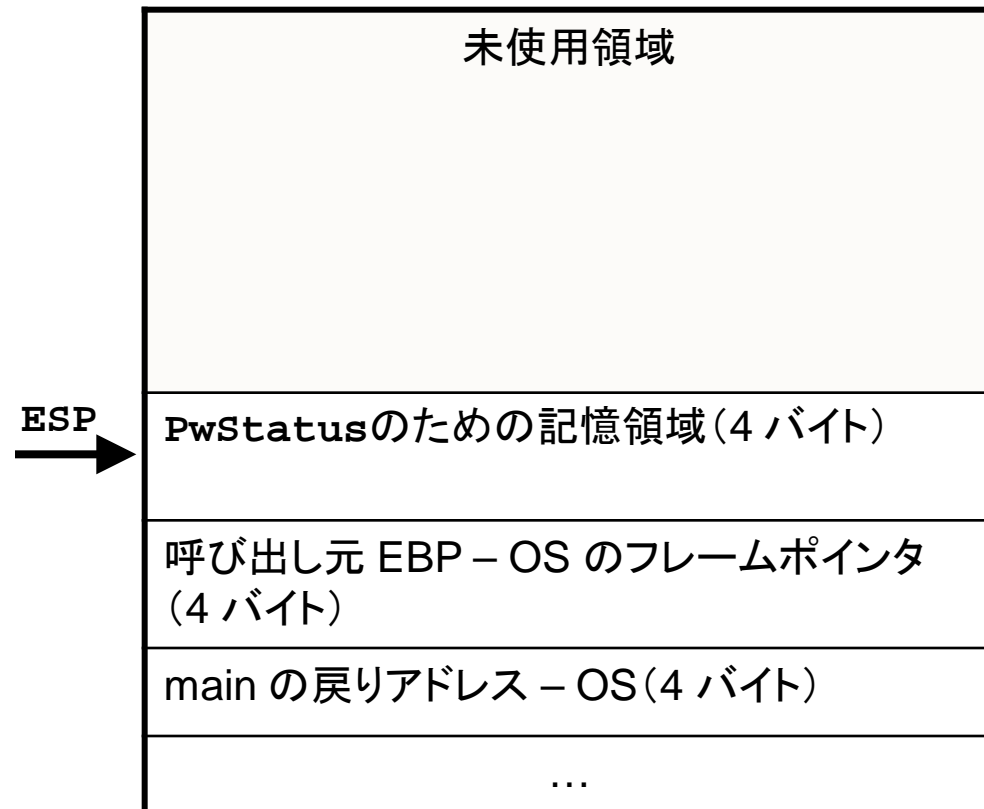 未使用領域
ESP
PwStatusのための記憶領域（4 バイト）
呼び出し元 EBP – OS のフレームポインタ
（4 バイト）
main の戻りアドレス – OS（4 バイト）
…